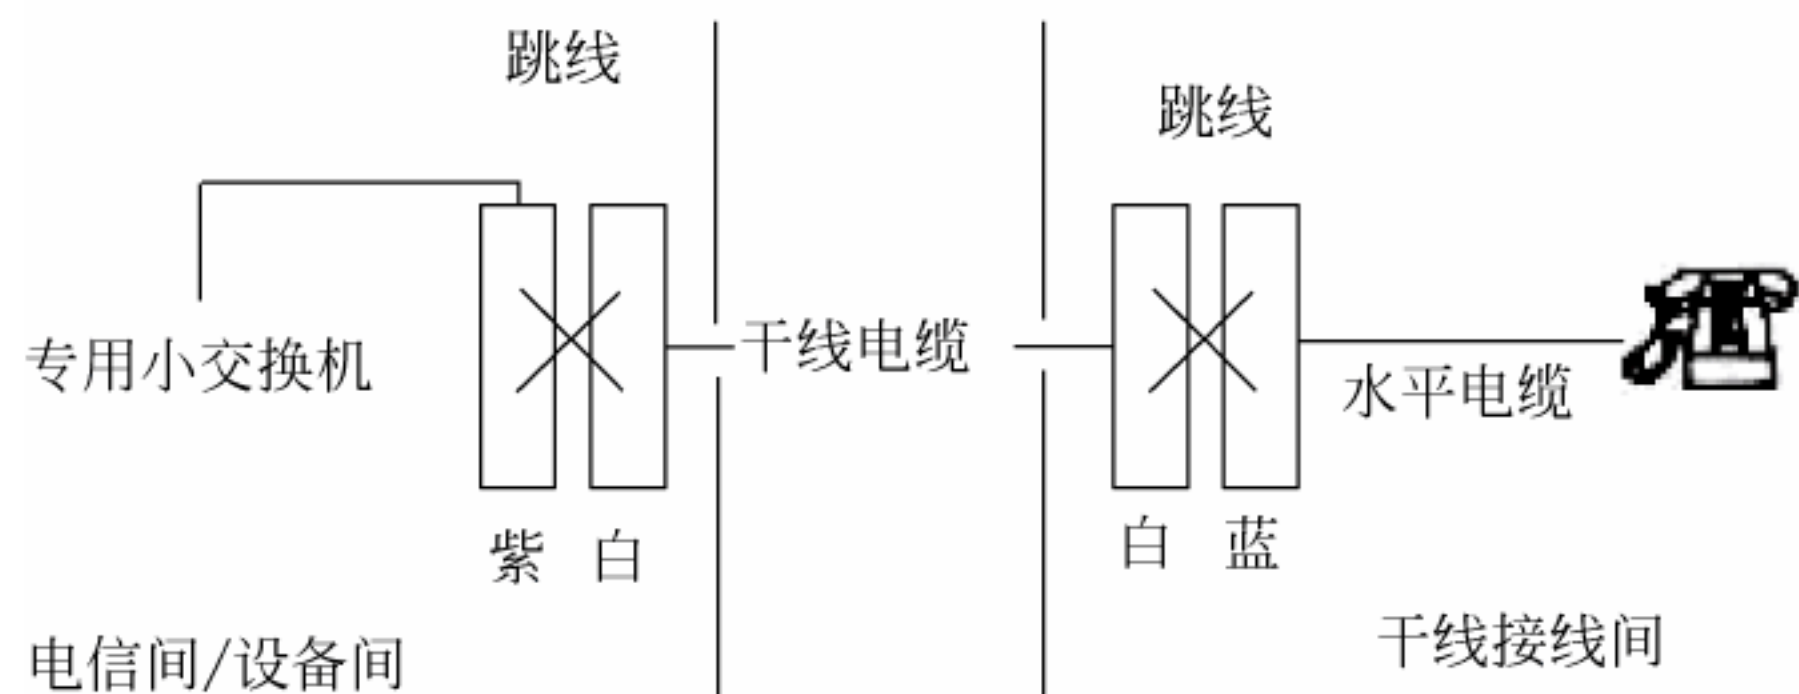 跳线
跳线
专用小交换机
干线电缆
水平电缆
紫 白
白 蓝
电信间/设备间
干线接线间